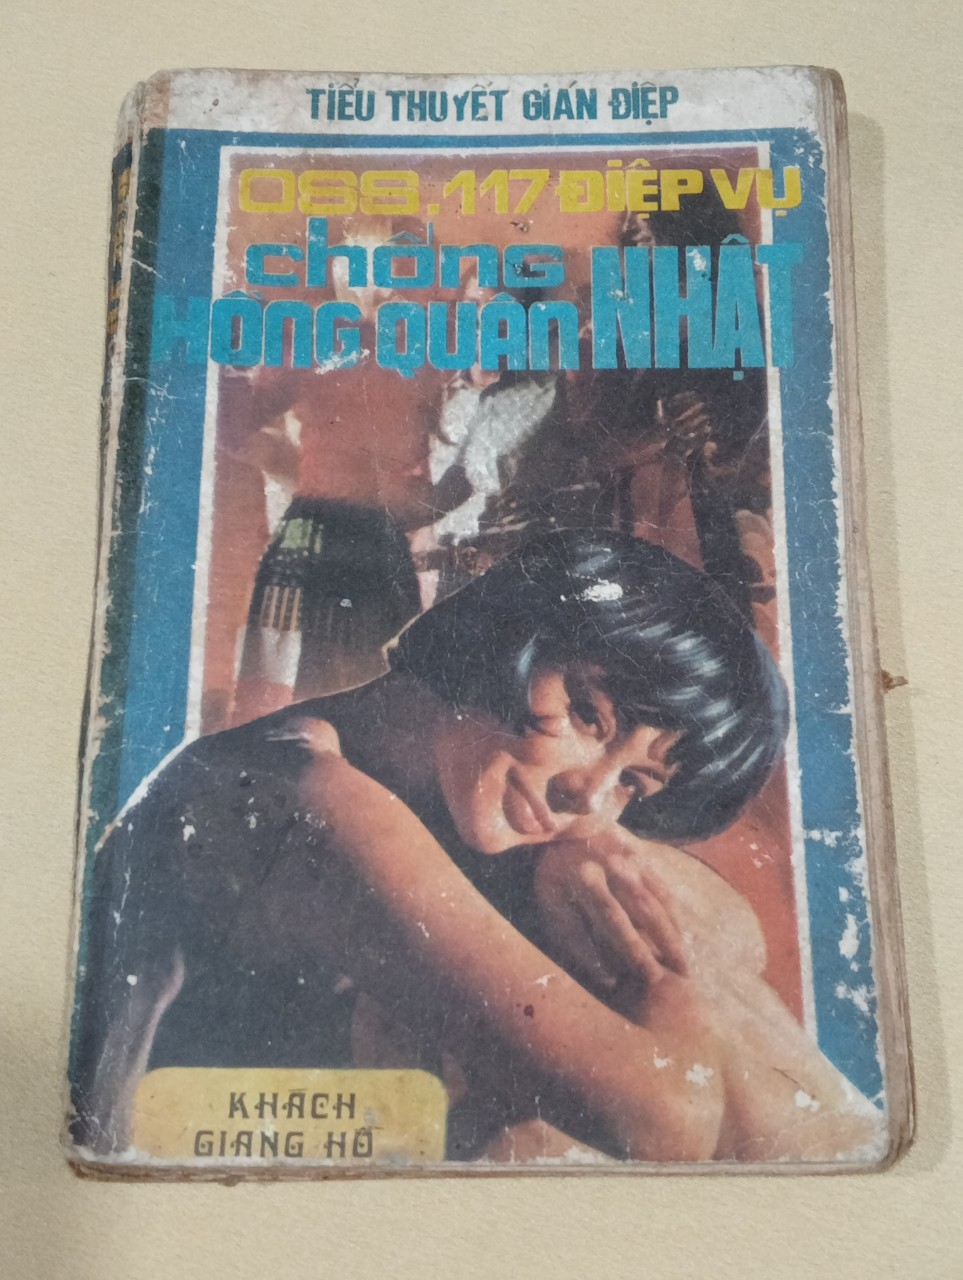 TIỂU THUYẾT GIÁN ĐIỆP
OSS.117 ĐIỆP VỤ
chống
HỒNG QUÂN NHẬT
KHÁCH
GIANG HỒ